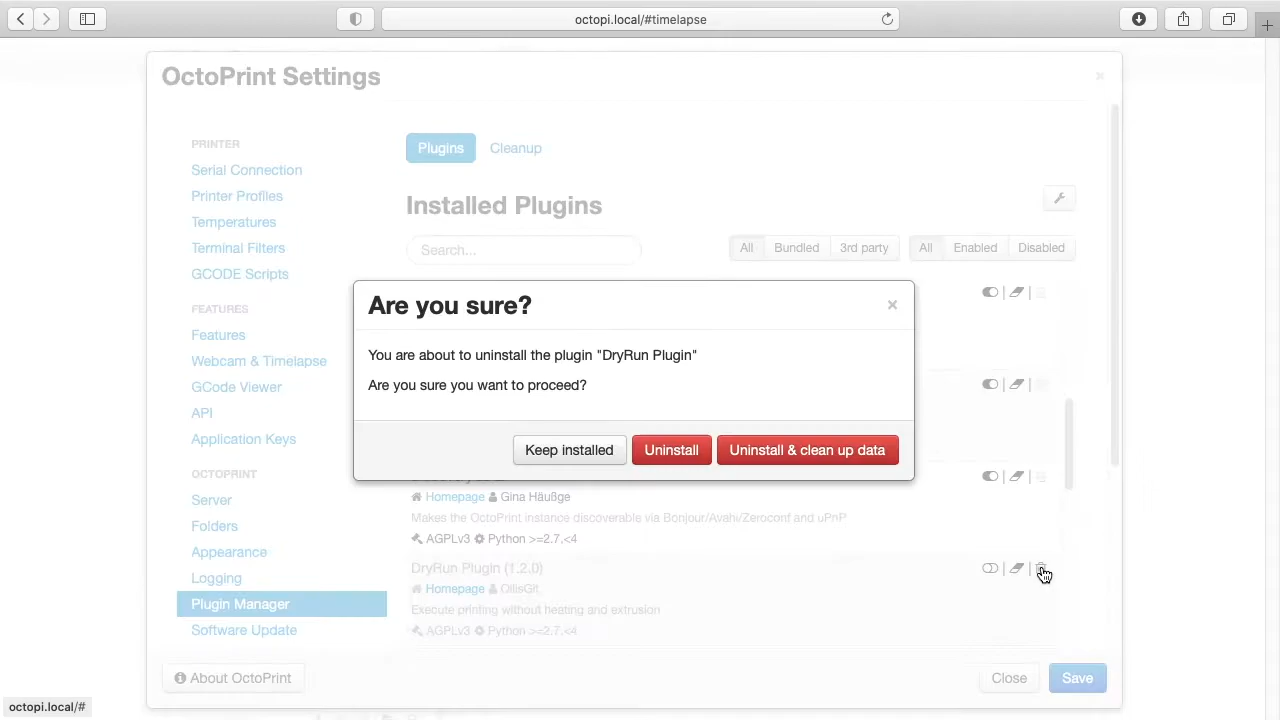 octopi.local/#timelapse
OctoPrint Settings
×
PRINTER
Serial Connection
Printer Profiles
Temperatures
Terminal Filters
GCODE Scripts
FEATURES
Features
Webcam & Timelapse
GCode Viewer
API
Application Keys
OCTOPRINT
Server
Folders
Appearance
Logging
Plugin Manager
Software Update
Plugins
Cleanup
Installed Plugins
Search...
All
Bundled
3rd party
All
Enabled
Disabled
Are you sure?
×
You are about to uninstall the plugin "DryRun Plugin"
Are you sure you want to proceed?
Keep installed
Uninstall
Uninstall & clean up data
Homepage Gina Häußge
Makes the OctoPrint instance discoverable via Bonjour/Avahi/Zeroconf and uPnP
AGPLv3 Python >=2.7,<4
DryRun Plugin (1.2.0)
Homepage OllisGit
Execute printing without heating and extrusion
AGPLv3 Python >=2.7,<4
About OctoPrint
Close
Save
octopi.local/#